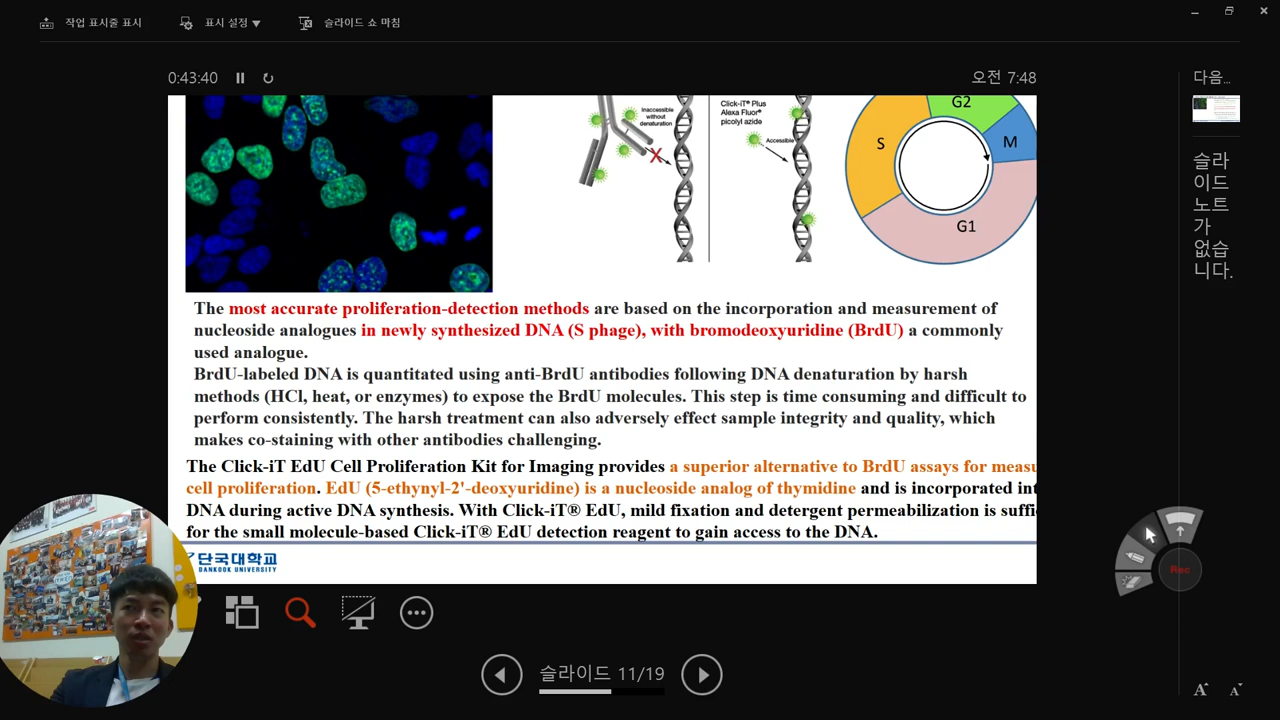 작업 표시줄 표시
표시 설정 ▼
슬라이드 쇼 마침
0:43:40
오전 7:48
다음...
슬라
이드
노트
가
없습
니다.
Inaccessible
without
denaturation
X
Click-iT® Plus
Alexa Fluor®
picolyl azide
Accessible
G2
S
M
G1
The most accurate proliferation-detection methods are based on the incorporation and measurement of
nucleoside analogues in newly synthesized DNA (S phage), with bromodeoxyuridine (BrdU) a commonly
used analogue.
BrdU-labeled DNA is quantitated using anti-BrdU antibodies following DNA denaturation by harsh
methods (HCl, heat, or enzymes) to expose the BrdU molecules. This step is time consuming and difficult to
perform consistently. The harsh treatment can also adversely effect sample integrity and quality, which
makes co-staining with other antibodies challenging.
The Click-iT EdU Cell Proliferation Kit for Imaging provides a superior alternative to BrdU assays for measu
cell proliferation. EdU (5-ethynyl-2'-deoxyuridine) is a nucleoside analog of thymidine and is incorporated int
DNA during active DNA synthesis. With Click-iT® EdU, mild fixation and detergent permeabilization is suffi
for the small molecule-based Click-iT® EdU detection reagent to gain access to the DNA.
단국대학교
DANKOOK UNIVERSITY
Rec
슬라이드 11/19
A A